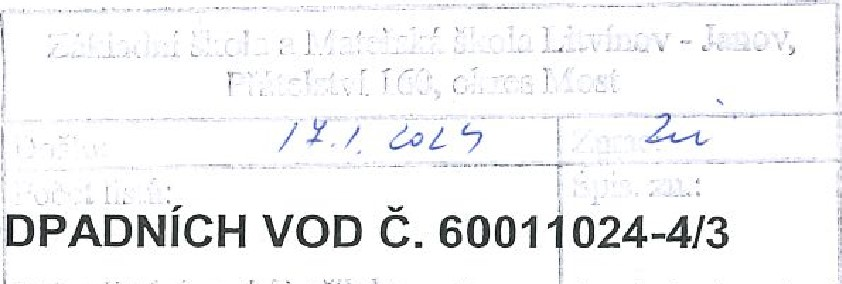 Základní škola a Mateřská škola Litvínov - Janov,
Přátelství 160, okres Most
Došlo: 17.1.2024
Počet listů: Spis. zn.:
DPADNÍCH VOD Č. 60011024-4/3